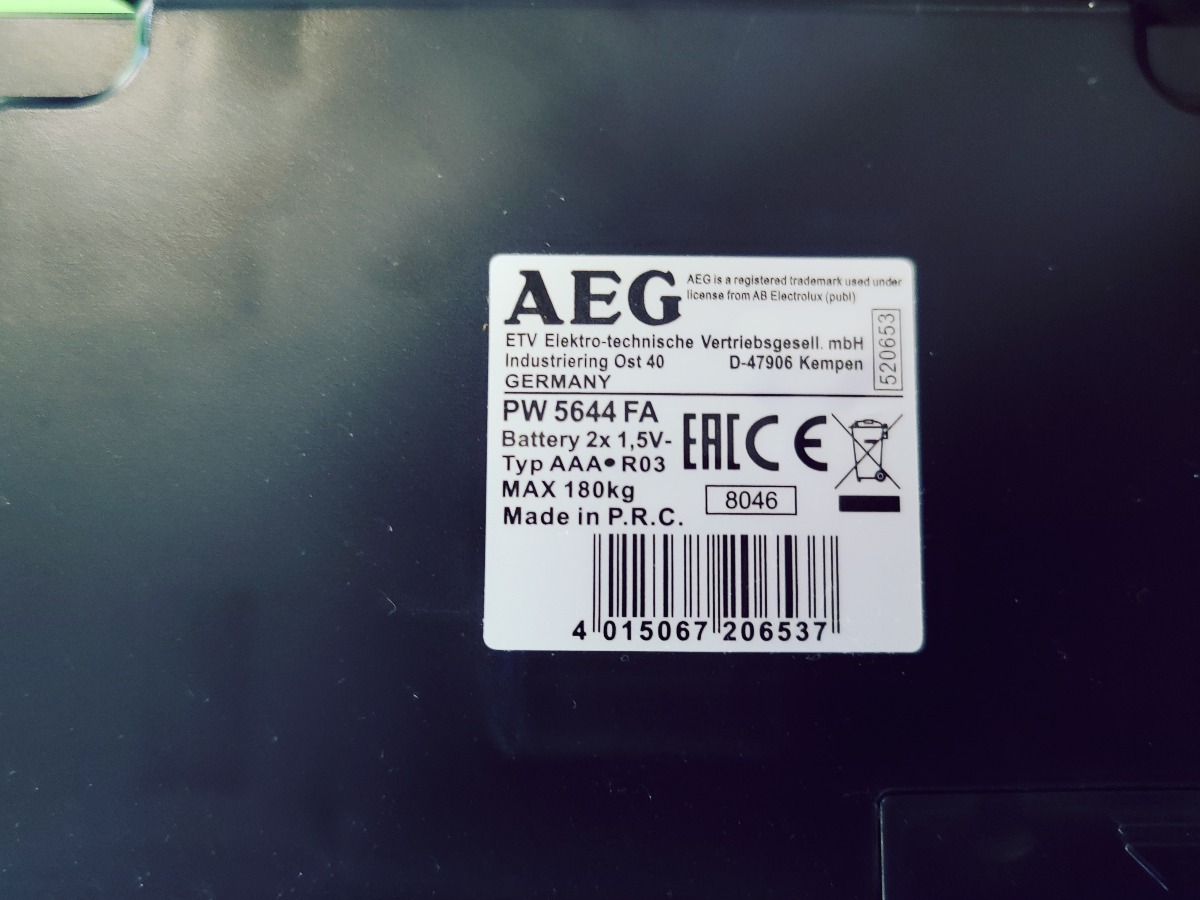 AEG
AEG is a registered trademark used under
license from AB Electrolux (publ)
ETV Elektro-technische Vertriebsgesell. mbH
Industriering Ost 40 D-47906 Kempen
GERMANY
520653
PW 5644 FA
Battery 2x 1,5V-
Typ AAA•R03
MAX 180kg
Made in P.R.C.
EAC CE
8046
4 015067 206537